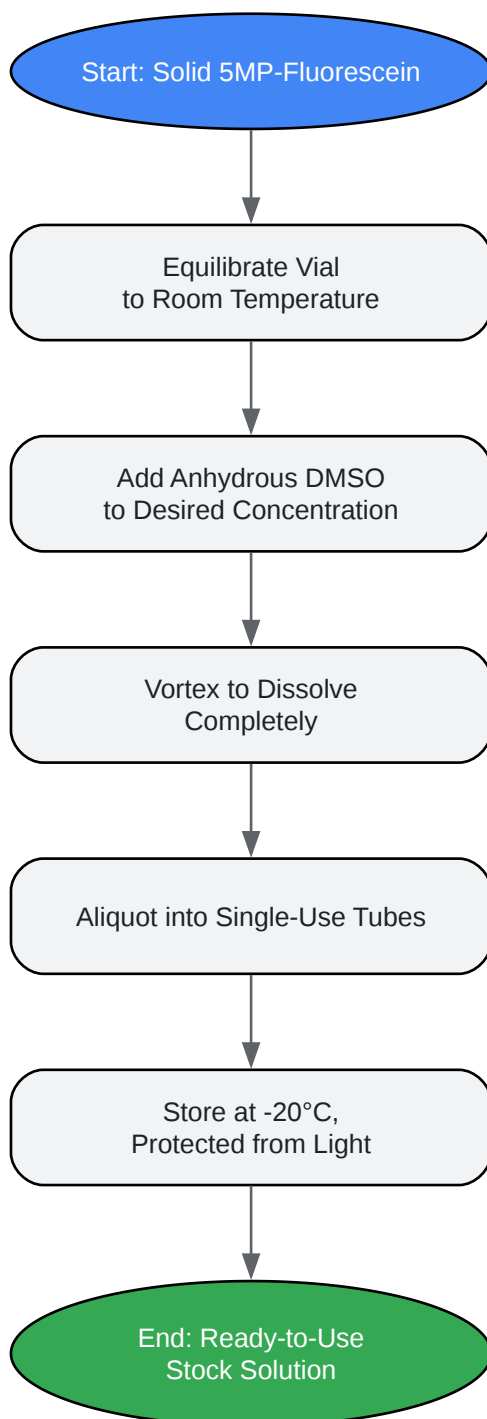 Start: Solid 5MP-Fluorescein
Equilibrate Vial
to Room Temperature
Add Anhydrous DMSO
to Desired Concentration
Vortex to Dissolve
Completely
Aliquot into Single-Use Tubes
Store at -20°C,
Protected from Light
End: Ready-to-Use
Stock Solution